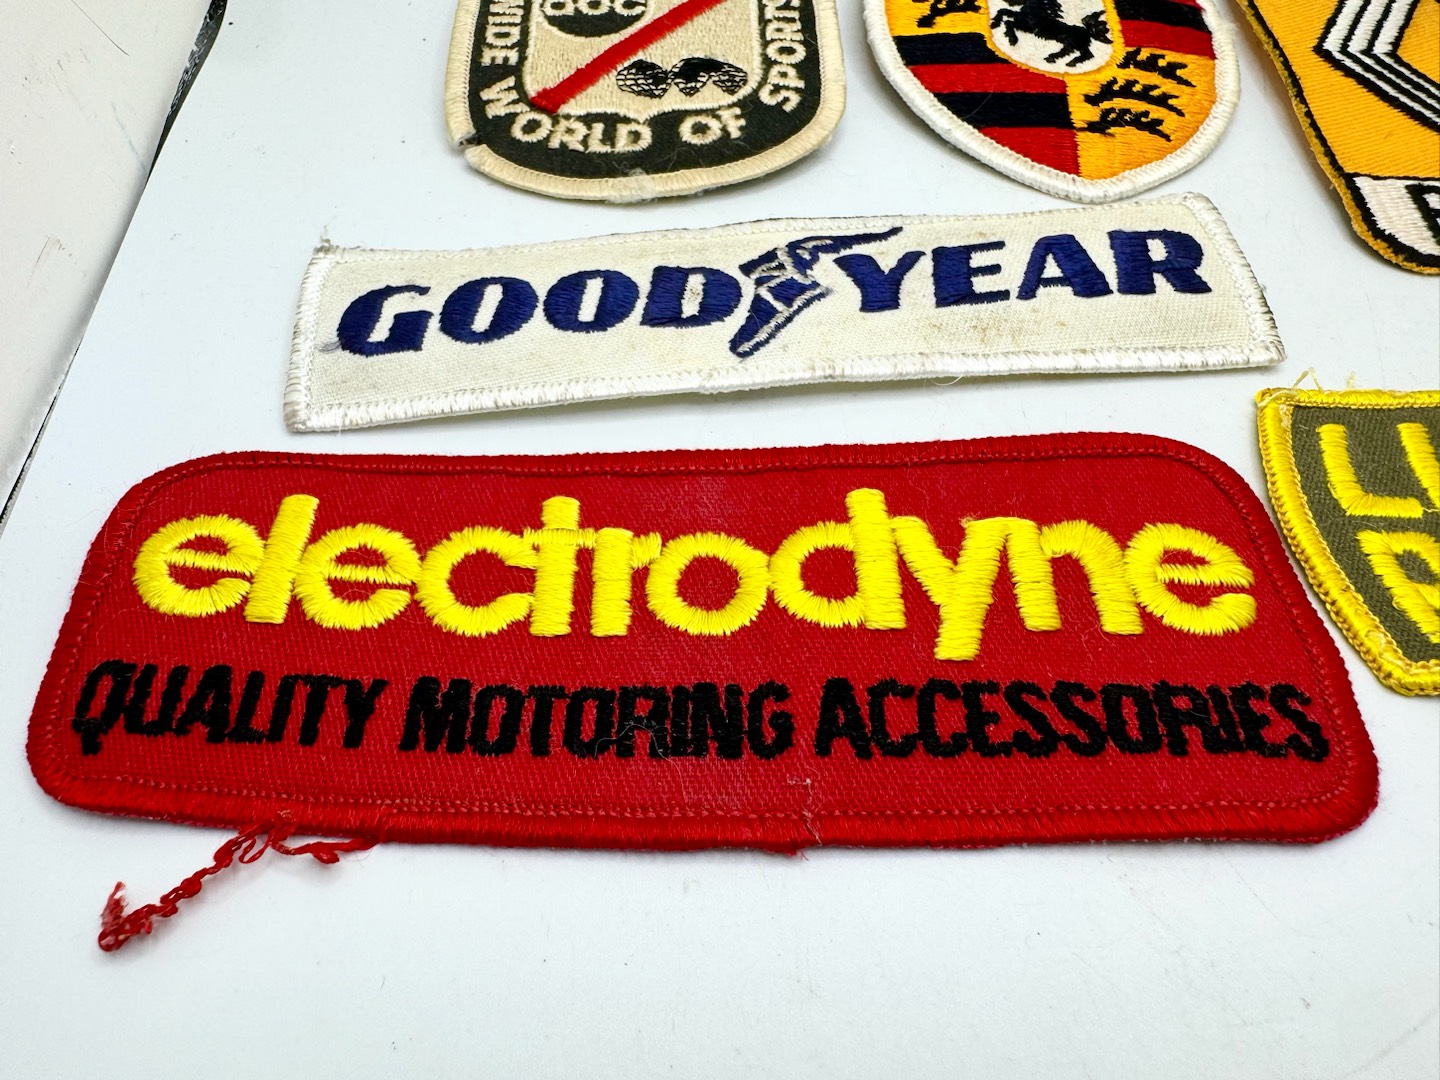 WIDE WORLD OF SPORTS
GOODYEAR
electrodyne
QUALITY MOTORING ACCESSORIES